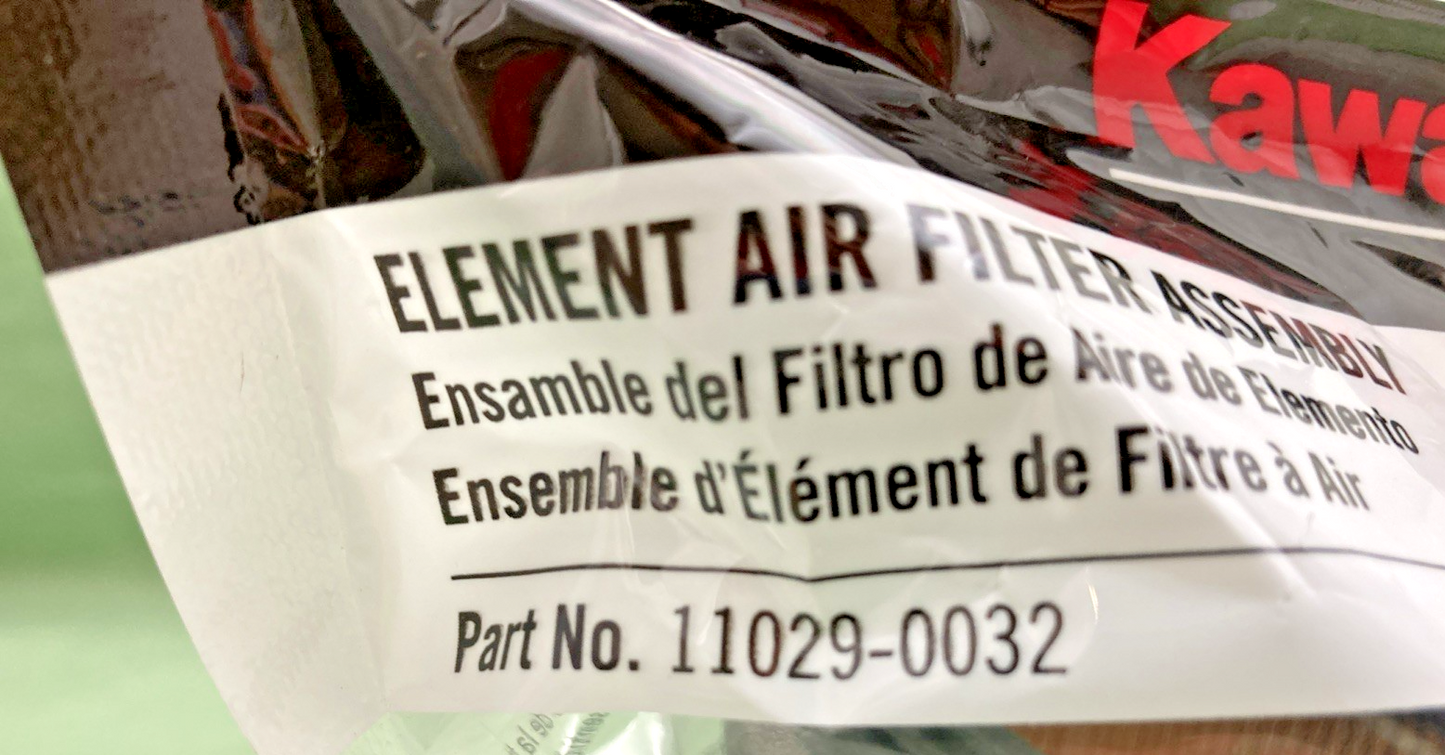 Kawa
ELEMENT AIR FILTER ASSEMBLY
Ensamble del Filtro de Aire de Elemento
Ensemble d'Élément de Filtre à Air
Part No. 11029-0032